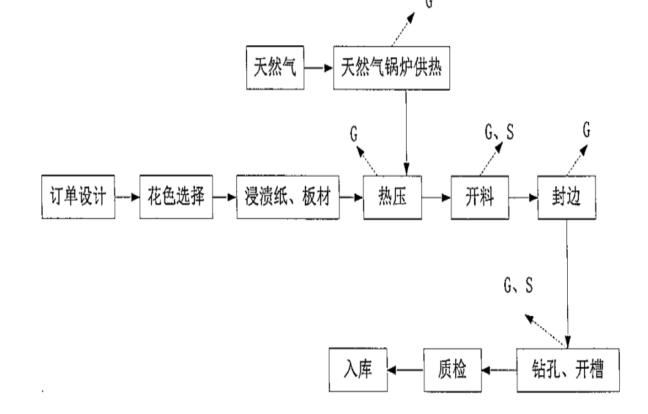 G
天然气
天然气锅炉供热
G
G、S
G
订单设计
花色选择
浸渍纸、板材
热压
开料
封边
G、S
入库
质检
钻孔、开槽